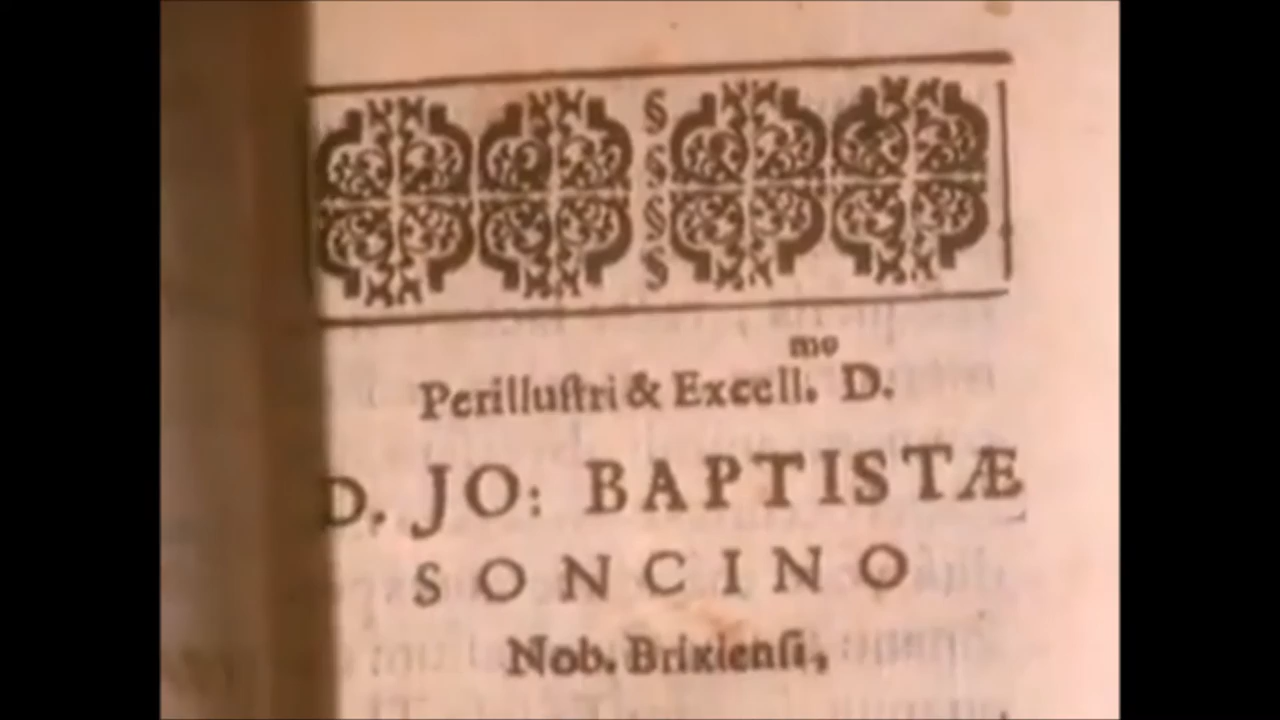 §
§
§
§
mo
Perilluſtri & Excell. D.
D. JO: BAPTISTÆ
SONCINO
Nob. Brixienſi,